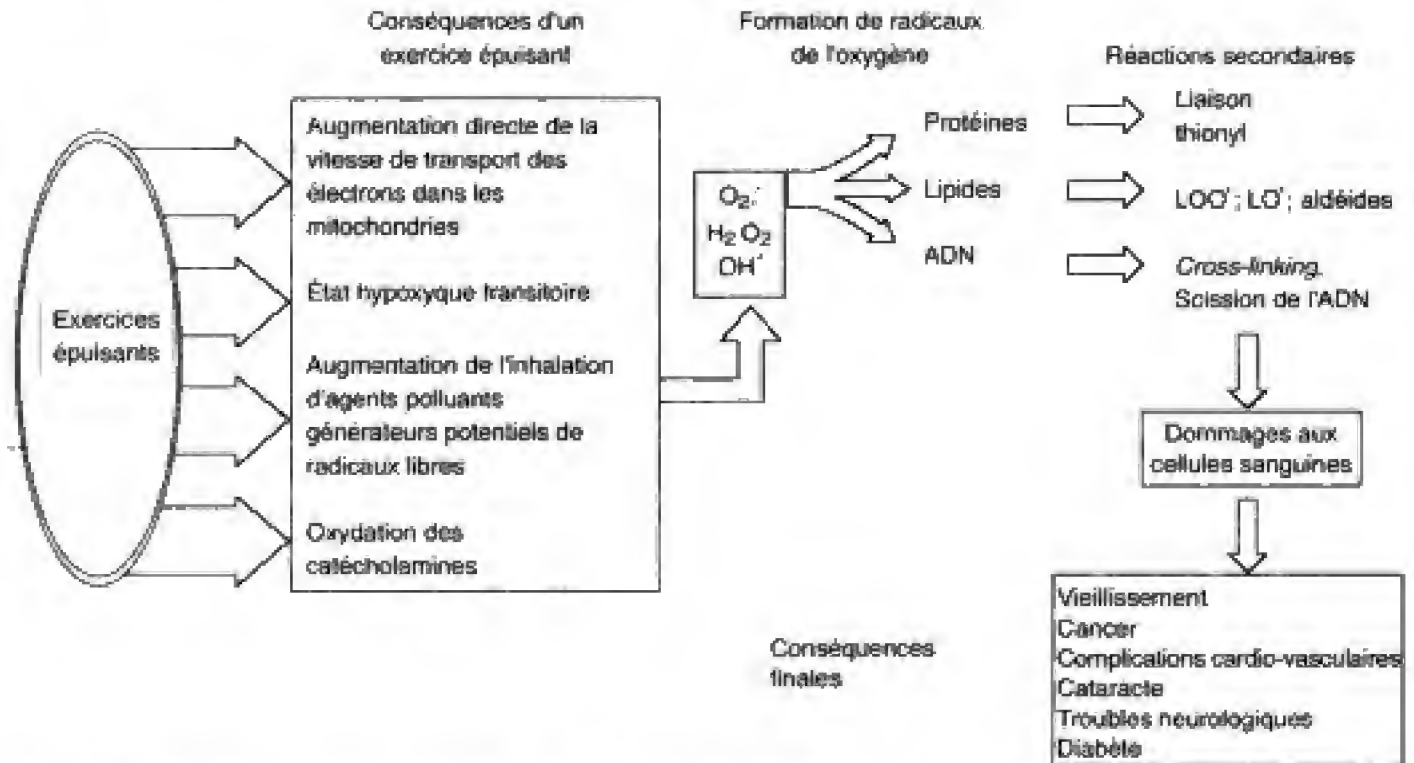 Conséquences d'un
exercice épuisant
Formation de radicaux
de l'oxygène
Réactions secondaires
Exercices
épuisants
Augmentation directe de la
vitesse de transport des
électrons dans les
mitochondries
État hypoxyque transitoire
Augmentation de l'inhalation
d'agents polluants
générateurs potentiels de
radicaux libres
Oxydation des
catécholamines
O₂·⁻
H₂O₂
OH˙
Protéines
Lipides
ADN
Liaison
thionyl
LOO˙; LO˙; aldéides
Cross-linking.
Scission de l'ADN
Dommages aux
cellules sanguines
Conséquences
finales
Vieillissement
Cancer
Complications cardio-vasculaires
Cataracte
Troubles neurologiques
Diabète